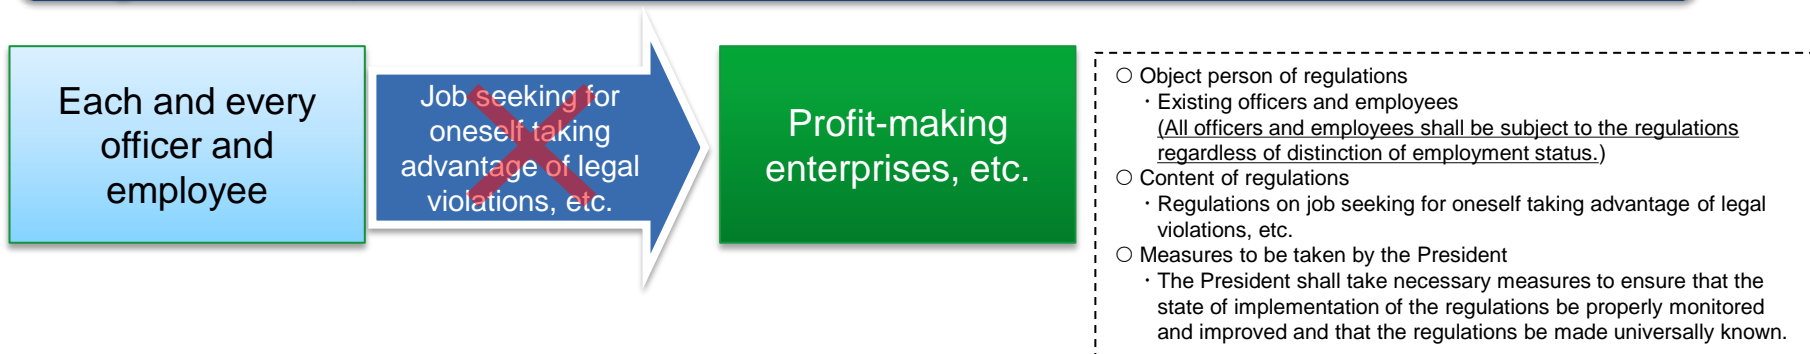 Each and every
officer and
employee
Job seeking for
oneself taking
advantage of legal
violations, etc.
Profit-making
enterprises, etc.
○ Object person of regulations
・Existing officers and employees
(All officers and employees shall be subject to the regulations
regardless of distinction of employment status.)
○ Content of regulations
・Regulations on job seeking for oneself taking advantage of legal
violations, etc.
○ Measures to be taken by the President
・The President shall take necessary measures to ensure that the
state of implementation of the regulations be properly monitored
and improved and that the regulations be made universally known.